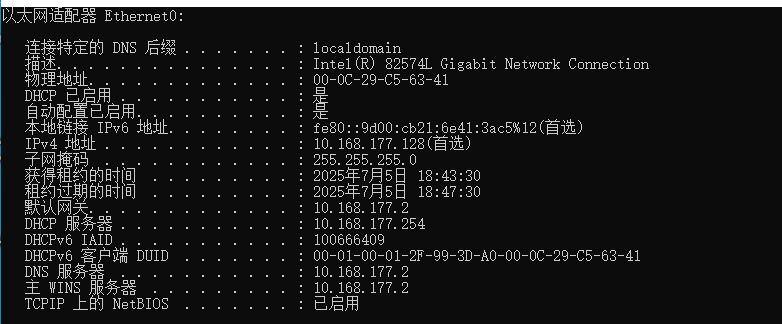 以太网适配器 Ethernet0:
连接特定的 DNS 后缀 . . . . . . . : localdomain
描述. . . . . . . . . . . . . . . : Intel(R) 82574L Gigabit Network Connection
物理地址. . . . . . . . . . . . . : 00-0C-29-C5-63-41
DHCP 已启用 . . . . . . . . . . . : 是
自动配置已启用. . . . . . . . . . : 是
本地链接 IPv6 地址. . . . . . . . : fe80::9d00:cb21:6e41:3ac5%12(首选)
IPv4 地址 . . . . . . . . . . . . : 10.168.177.128(首选)
子网掩码  . . . . . . . . . . . . : 255.255.255.0
获得租约的时间  . . . . . . . . . : 2025年7月5日 18:43:30
租约过期的时间  . . . . . . . . . : 2025年7月5日 18:47:30
默认网关. . . . . . . . . . . . . : 10.168.177.2
DHCP 服务器 . . . . . . . . . . . : 10.168.177.254
DHCPv6 IAID . . . . . . . . . . . : 100666409
DHCPv6 客户端 DUID  . . . . . . . : 00-01-00-01-2F-99-3D-A0-00-0C-29-C5-63-41
DNS 服务器  . . . . . . . . . . . : 10.168.177.2
主 WINS 服务器  . . . . . . . . . : 10.168.177.2
TCPIP 上的 NetBIOS  . . . . . . . : 已启用